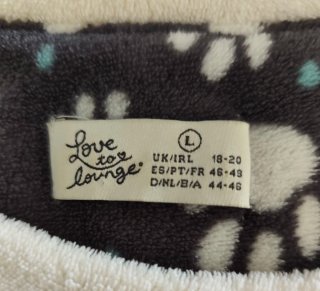 Love
to
lounge
L
UK/IRL 18-20
ES/PT/FR 46-48
D/NL/B/A 44-46